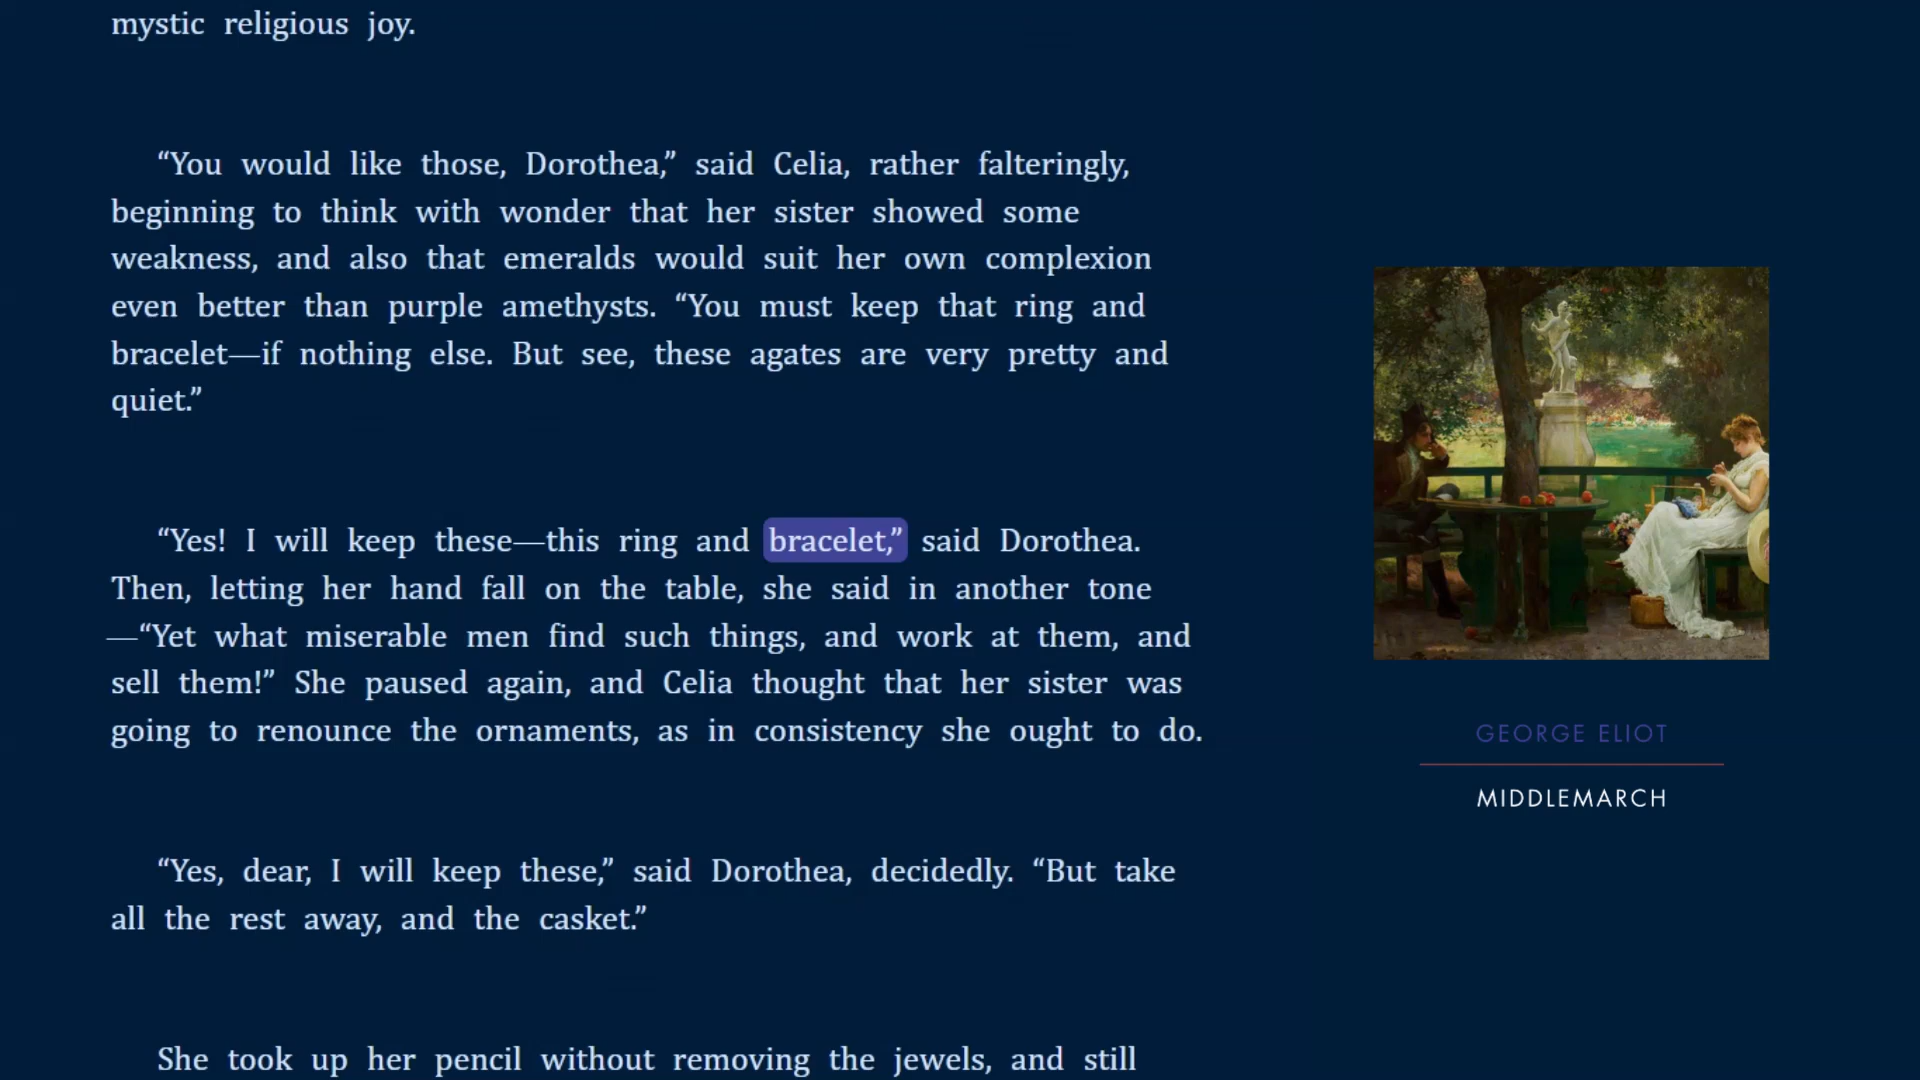 mystic religious joy.
“You would like those, Dorothea,” said Celia, rather falteringly,
beginning to think with wonder that her sister showed some
weakness, and also that emeralds would suit her own complexion
even better than purple amethysts. “You must keep that ring and
bracelet—if nothing else. But see, these agates are very pretty and
quiet.”
“Yes! I will keep these—this ring and bracelet,” said Dorothea.
Then, letting her hand fall on the table, she said in another tone
—“Yet what miserable men find such things, and work at them, and
sell them!” She paused again, and Celia thought that her sister was
going to renounce the ornaments, as in consistency she ought to do.
“Yes, dear, I will keep these,” said Dorothea, decidedly. “But take
all the rest away, and the casket.”
She took up her pencil without removing the jewels, and still
GEORGE ELIOT
MIDDLEMARCH